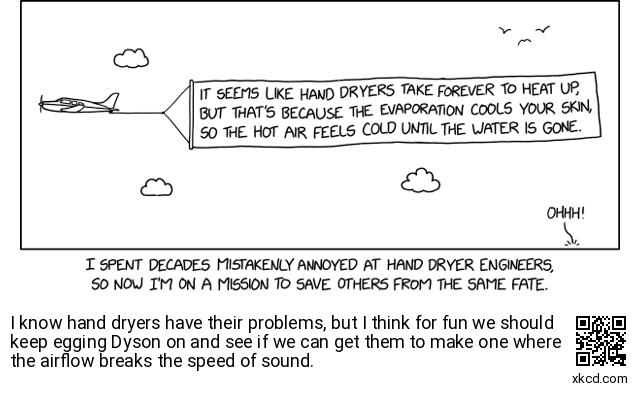 IT SEEMS LIKE HAND DRYERS TAKE FOREVER TO HEAT UP,
BUT THAT'S BECAUSE THE EVAPORATION COOLS YOUR SKIN,
SO THE HOT AIR FEELS COLD UNTIL THE WATER IS GONE.
OHHH!
I SPENT DECADES MISTAKENLY ANNOYED AT HAND DRYER ENGINEERS,
SO NOW I'M ON A MISSION TO SAVE OTHERS FROM THE SAME FATE.
I know hand dryers have their problems, but I think for fun we should
keep egging Dyson on and see if we can get them to make one where
the airflow breaks the speed of sound.
xkcd.com